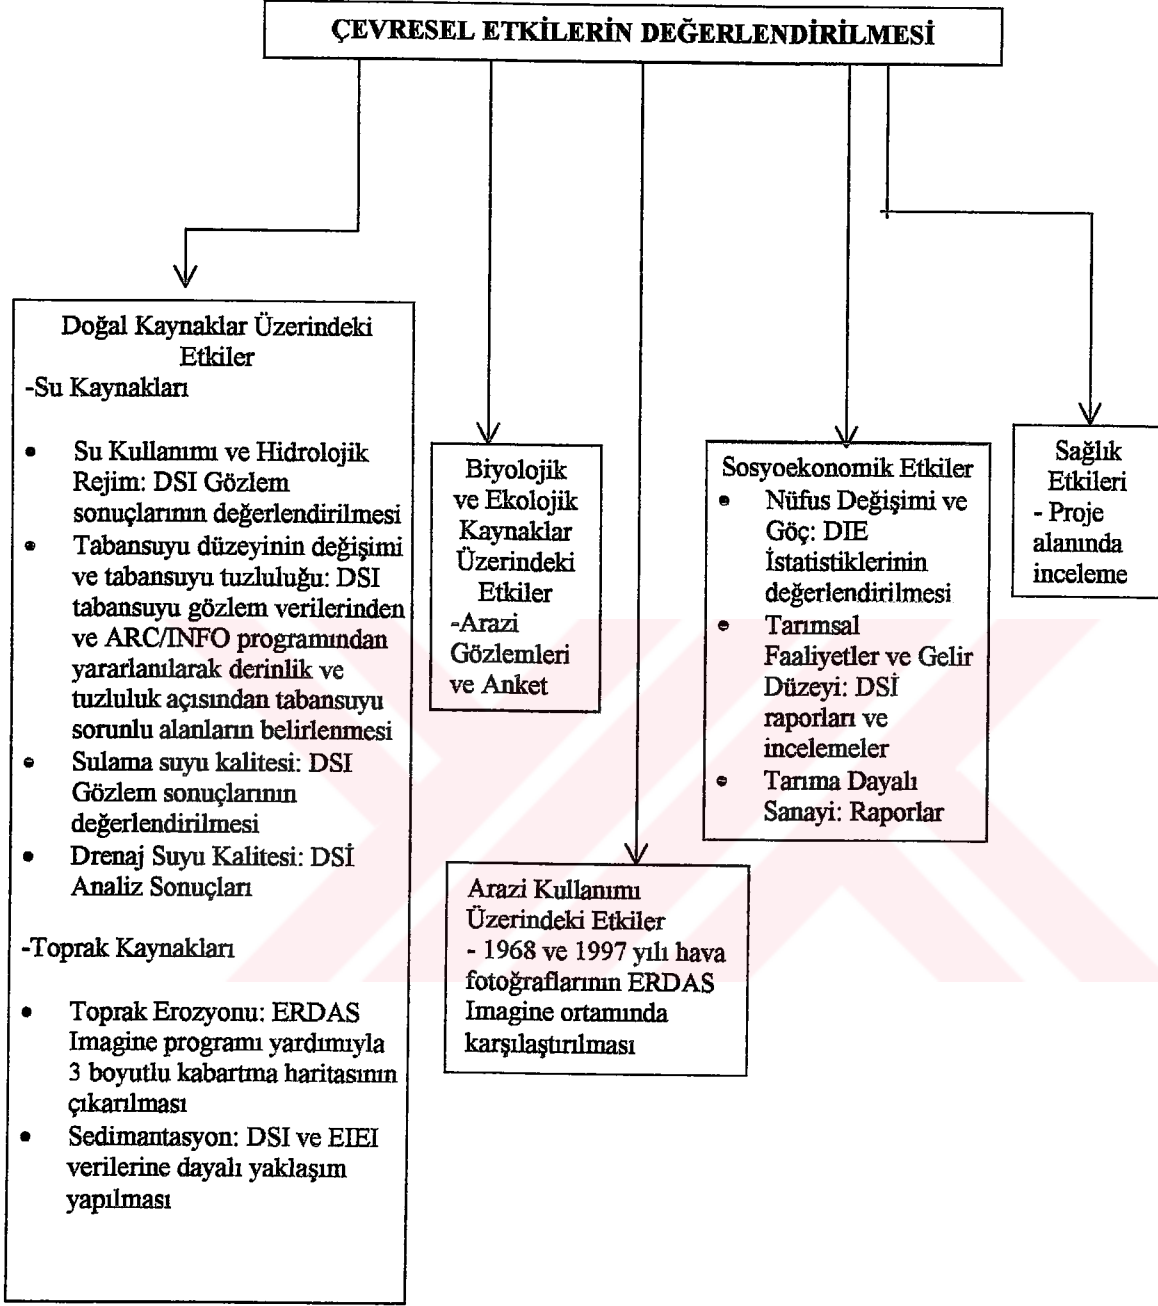 ÇEVRESEL ETKİLERİN DEĞERLENDİRİLMESİ
Doğal Kaynaklar Üzerindeki
Etkiler
-Su Kaynakları
• Su Kullanımı ve Hidrolojik
Rejim: DSI Gözlem
sonuçlarının değerlendirilmesi
• Tabansuyu düzeyinin değişimi
ve tabansuyu tuzluluğu: DSI
tabansuyu gözlem verilerinden
ve ARC/INFO programından
yararlanılarak derinlik ve
tuzluluk açısından tabansuyu
sorunlu alanların belirlenmesi
• Sulama suyu kalitesi: DSI
Gözlem sonuçlarının
değerlendirilmesi
• Drenaj Suyu Kalitesi: DSİ
Analiz Sonuçları
-Toprak Kaynakları
• Toprak Erozyonu: ERDAS
Imagine programı yardımıyla
3 boyutlu kabartma haritasının
çıkarılması
• Sedimantasyon: DSI ve EIEI
verilerine dayalı yaklaşım
yapılması
Biyolojik
ve Ekolojik
Kaynaklar
Üzerindeki
Etkiler
-Arazi
Gözlemleri
ve Anket
Arazi Kullanımı
Üzerindeki Etkiler
- 1968 ve 1997 yılı hava
fotoğraflarının ERDAS
Imagine ortamında
karşılaştırılması
Sosyoekonomik Etkiler
• Nüfus Değişimi ve
Göç: DIE
İstatistiklerinin
değerlendirilmesi
• Tarımsal
Faaliyetler ve Gelir
Düzeyi: DSİ
raporları ve
incelemeler
• Tarıma Dayalı
Sanayi: Raporlar
Sağlık
Etkileri
- Proje
alanında
inceleme